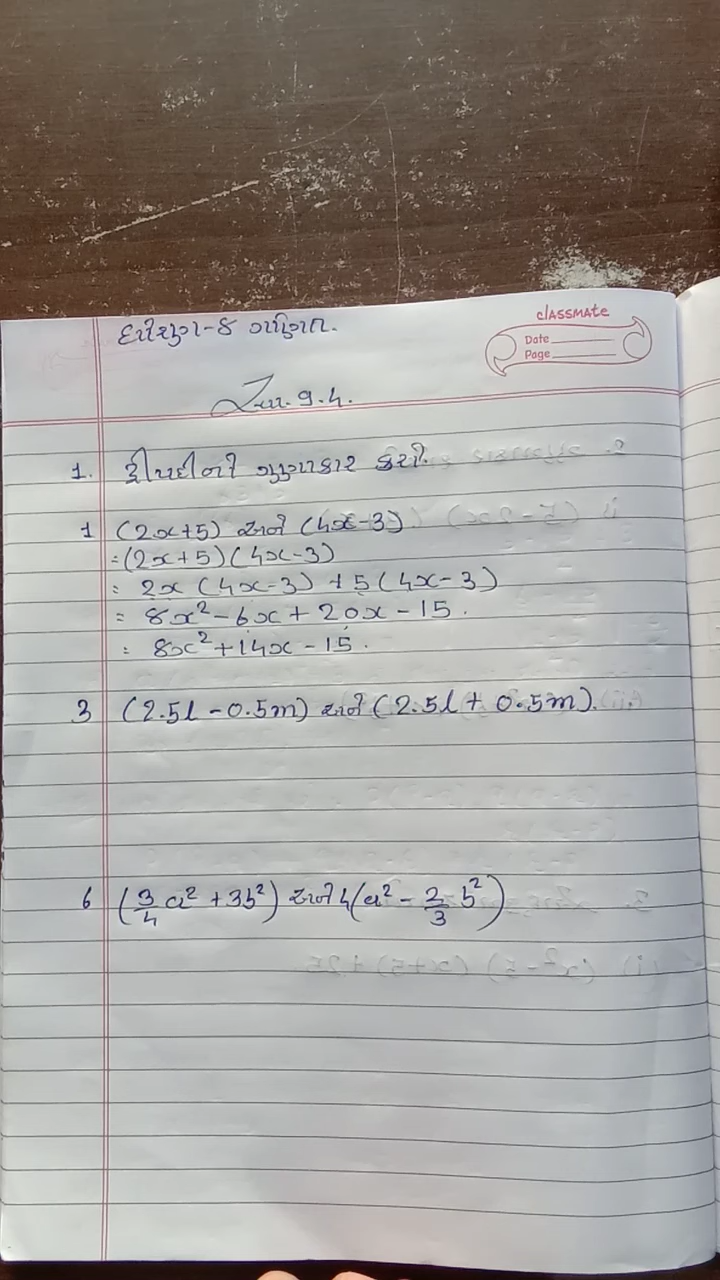 ધોરણ-8 ગણિત.
classmate
Date
Page
સ્વા. 9.4.
1. દ્વીપદીનો ગુણાકાર કરો.
1 (2x+5) અને (4x-3)
=(2x+5)(4x-3)
= 2x(4x-3)+5(4x-3)
= 8x²-6x+20x-15.
= 8x²+14x-15.
3 (2.5l-0.5m) અને (2.5l+0.5m).
6 (3/4 a²+3b²) અને 4(a²-2/3 b²)